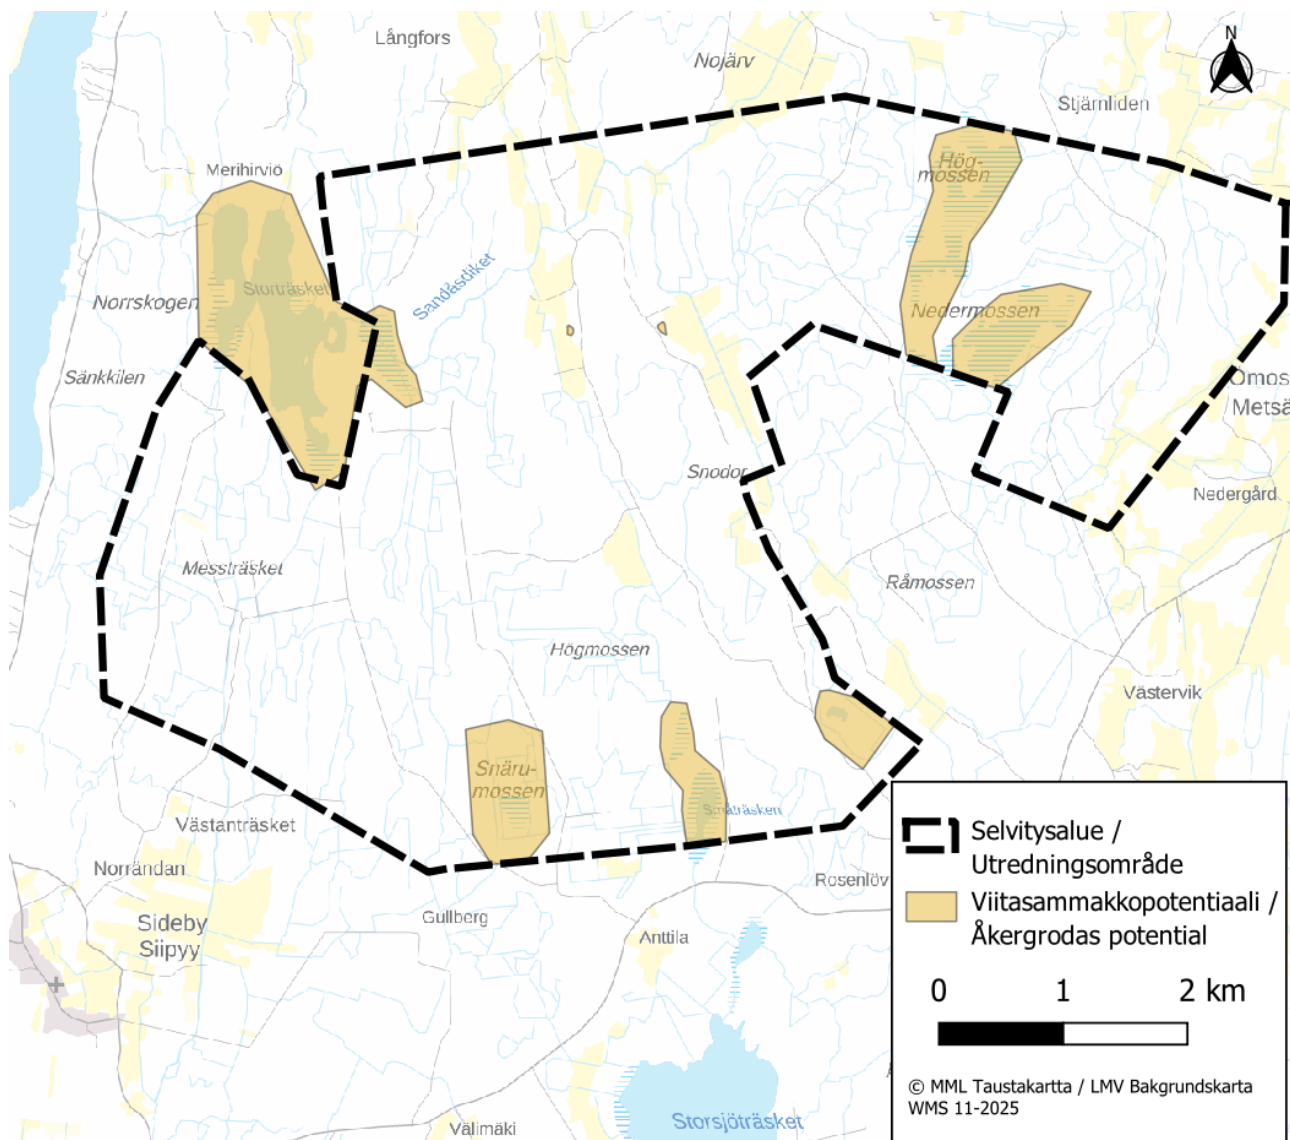 Långfors
Nojärv
N
Stjärnliden
Merihirviö
Hög-
mossen
Sandåsdiket
Storträsket
Norrskogen
Nedermossen
Sänkkilen
Metsä
Snodor
Nedergård
Messträsket
Råmossen
Högmossen
Västervik
Snäru-
mossen
Småträsken
Västanträsket
Norrändan
Rosenlöv
Sideby
Siipyy
Gullberg
Anttila
Storsjöträsket
Välimäki
Selvitysalue /
Utredningsområde
Viitasammakkopotentiaali /
Åkergrodas potential
0 1 2 km
© MML Taustakartta / LMV Bakgrundskarta
WMS 11-2025